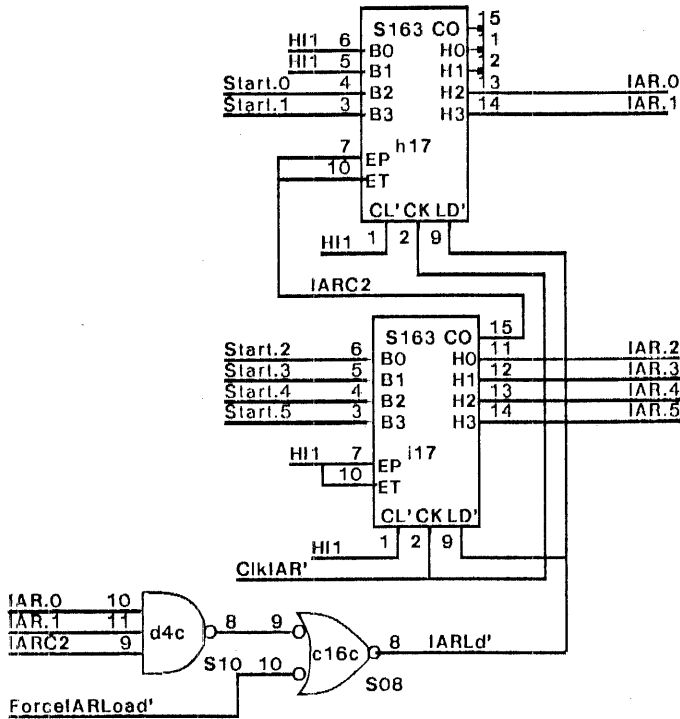 S163 CO 15
HI1 6 B0 H0 1
HI1 5 B1 H1 2
Start.0 4 B2 H2 13 IAR.0
Start.1 3 B3 H3 14 IAR.1
7 EP h17
10 ET
CL' CK LD'
HI1 1 2 9
IARC2
S163 CO 15
Start.2 6 B0 H0 11 IAR.2
Start.3 5 B1 H1 12 IAR.3
Start.4 4 B2 H2 13 IAR.4
Start.5 3 B3 H3 14 IAR.5
HI1 7 EP i17
10 ET
CL' CK LD'
HI1 1 2 9
ClkIAR'
IAR.0 10
IAR.1 11 d4c 8 9
IARC2 9 c16c 8 IARLd'
S10 10 S08
ForceIARLoad'